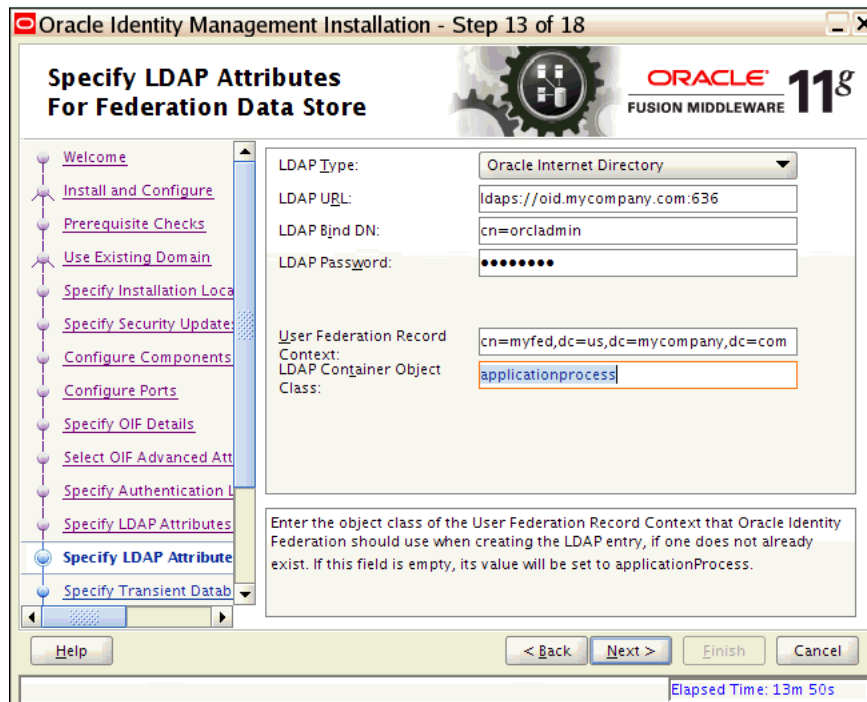 Oracle Identity Management Installation - Step 13 of 18
Specify LDAP Attributes
For Federation Data Store
ORACLE
FUSION MIDDLEWARE
11g
Welcome
Install and Configure
Prerequisite Checks
Use Existing Domain
Specify Installation Loca
Specify Security Updates
Configure Components
Configure Ports
Specify OIF Details
Select OIF Advanced Att
Specify Authentication L
Specify LDAP Attributes
Specify LDAP Attribute
Specify Transient Datab
LDAP Type: Oracle Internet Directory
LDAP URL: ldaps://oid.mycompany.com:636
LDAP Bind DN: cn=orcladmin
LDAP Password: ●●●●●●●●
User Federation Record
Context: cn=myfed,dc=us,dc=mycompany,dc=com
LDAP Container Object
Class: applicationprocess
Enter the object class of the User Federation Record Context that Oracle Identity
Federation should use when creating the LDAP entry, if one does not already
exist. If this field is empty, its value will be set to applicationProcess.
Help
< Back
Next >
Finish
Cancel
Elapsed Time: 13m 50s